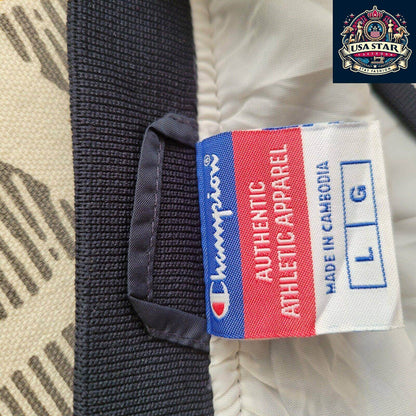 USA STAR
Champion
AUTHENTIC
ATHLETIC APPAREL
MADE IN CAMBODIA
L G